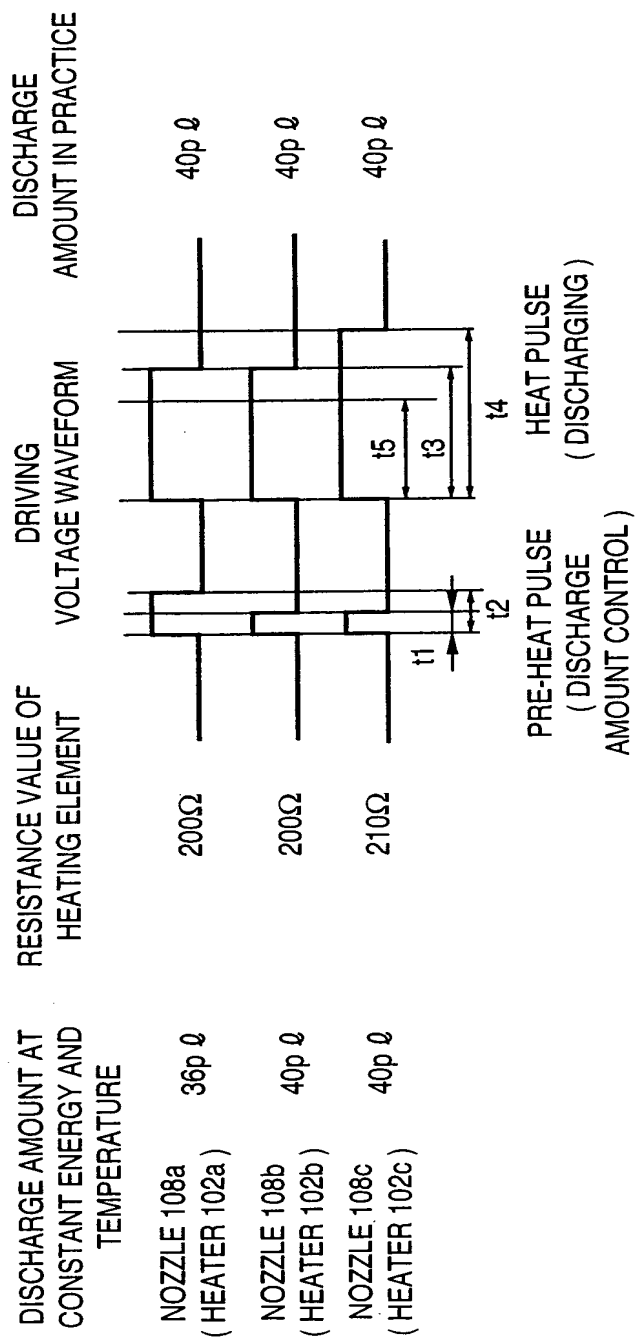 DISCHARGE AMOUNT AT
CONSTANT ENERGY AND
TEMPERATURE
RESISTANCE VALUE OF
HEATING ELEMENT
DRIVING
VOLTAGE WAVEFORM
DISCHARGE
AMOUNT IN PRACTICE
NOZZLE 108a
( HEATER 102a )
36p ℓ
200Ω
40p ℓ
NOZZLE 108b
( HEATER 102b )
40p ℓ
200Ω
40p ℓ
NOZZLE 108c
( HEATER 102c )
40p ℓ
210Ω
40p ℓ
t1
t2
t5
t3
t4
PRE-HEAT PULSE
( DISCHARGE
AMOUNT CONTROL )
HEAT PULSE
( DISCHARGING )